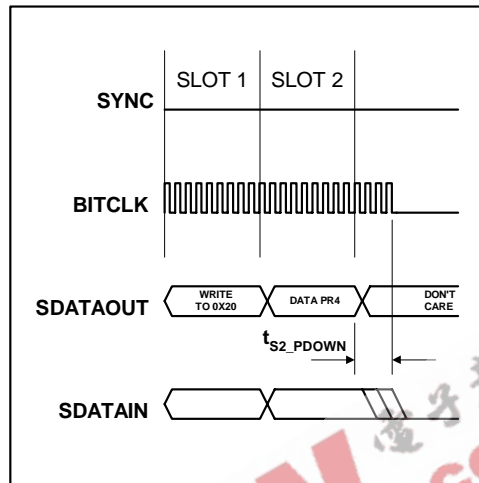 SLOT 1 SLOT 2
SYNC
BITCLK
SDATAOUT
WRITE
TO 0X20
DATA PR4
DON'T
CARE
tS2_PDOWN
SDATAIN